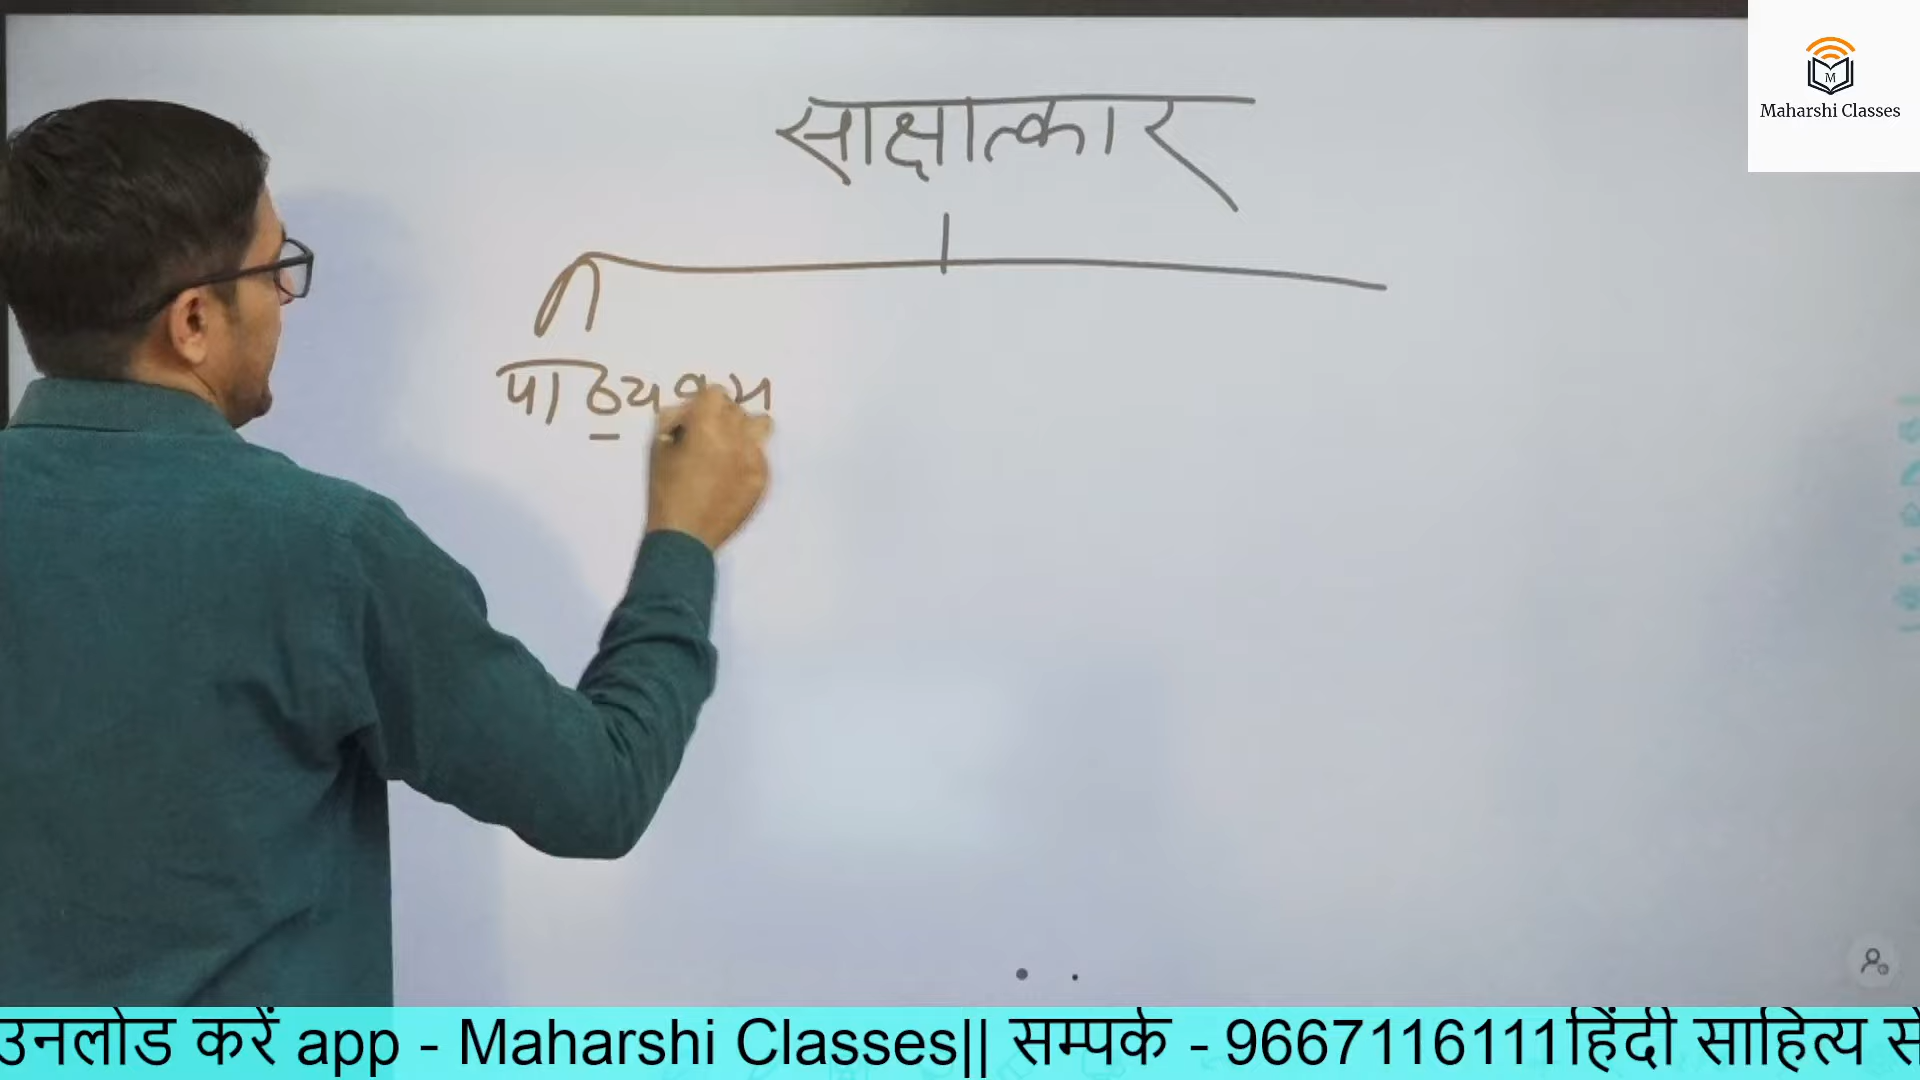 साक्षात्कार
M
Maharshi Classes
पाठ्यक्रम
उनलोड करें app - Maharshi Classes|| सम्पर्क - 9667116111हिंदी साहित्य से